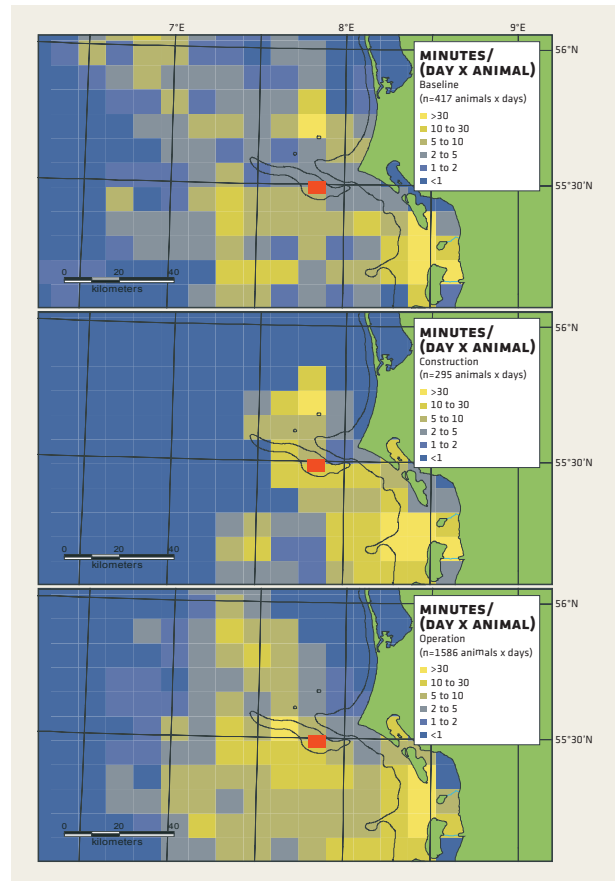 7°E 8°E 9°E
MINUTES/
(DAY X ANIMAL)
Baseline
(n=417 animals x days)
>30
10 to 30
5 to 10
2 to 5
1 to 2
<1
56°N
55°30'N
0 20 40
kilometers
MINUTES/
(DAY X ANIMAL)
Construction
(n=295 animals x days)
>30
10 to 30
5 to 10
2 to 5
1 to 2
<1
56°N
55°30'N
0 20 40
kilometers
MINUTES/
(DAY X ANIMAL)
Operation
(n=1586 animals x days)
>30
10 to 30
5 to 10
2 to 5
1 to 2
<1
56°N
55°30'N
0 20 40
kilometers